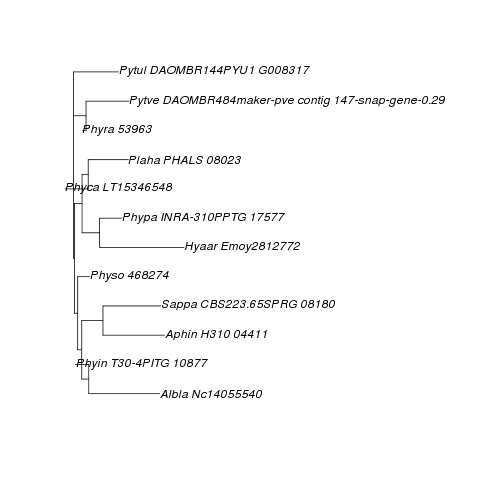 Pytul DAOMBR144PYU1 G008317
Pytve DAOMBR484maker-pve contig 147-snap-gene-0.29
Phyra 53963
Plaha PHALS 08023
Phyca LT15346548
Phypa INRA-310PPTG 17577
Hyaar Emoy2812772
Physo 468274
Sappa CBS223.65SPRG 08180
Aphin H310 04411
Phyin T30-4PITG 10877
Albla Nc14055540